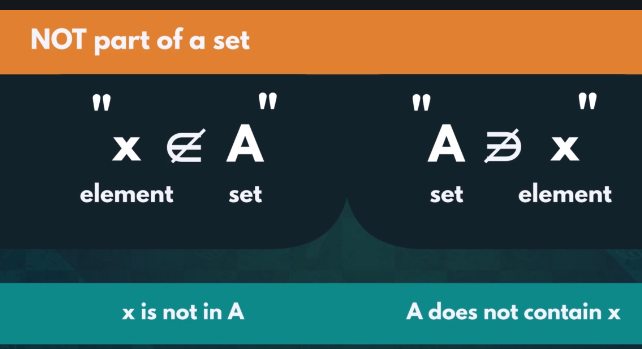 NOT part of a set
"x ∉ A" "A ∌ x"
element set set element
x is not in A A does not contain x